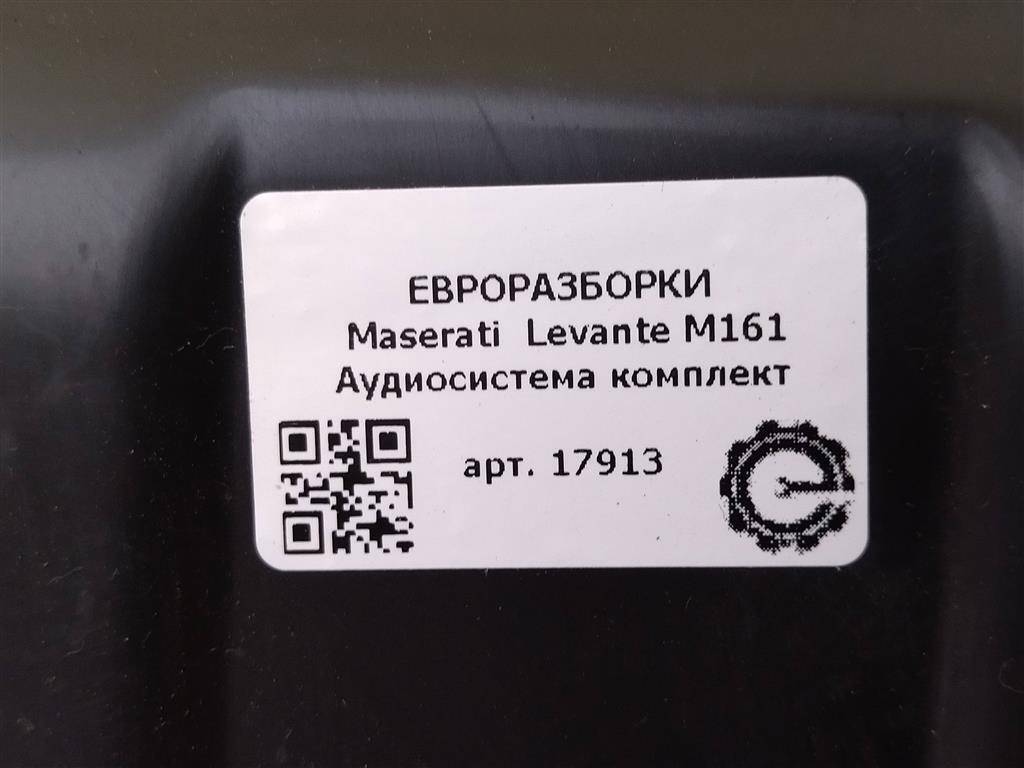 ЕВРОРАЗБОРКИ
Maserati Levante M161
Аудиосистема комплект
арт. 17913